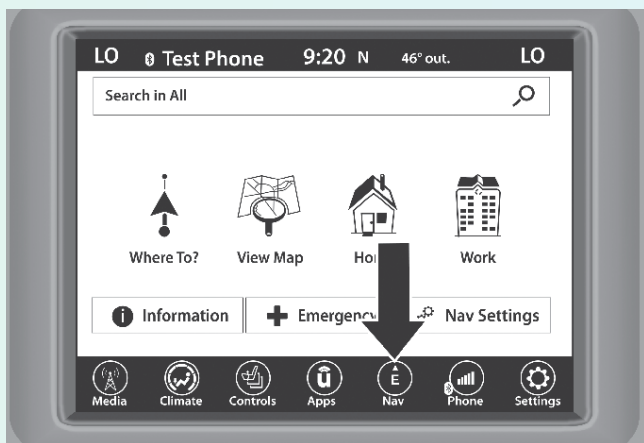 LO Test Phone 9:20 N 46° out. LO
Search in All
Where To? View Map Work
i Information Emergency Nav Settings
û E
Media Climate Controls Apps Nav Phone Settings